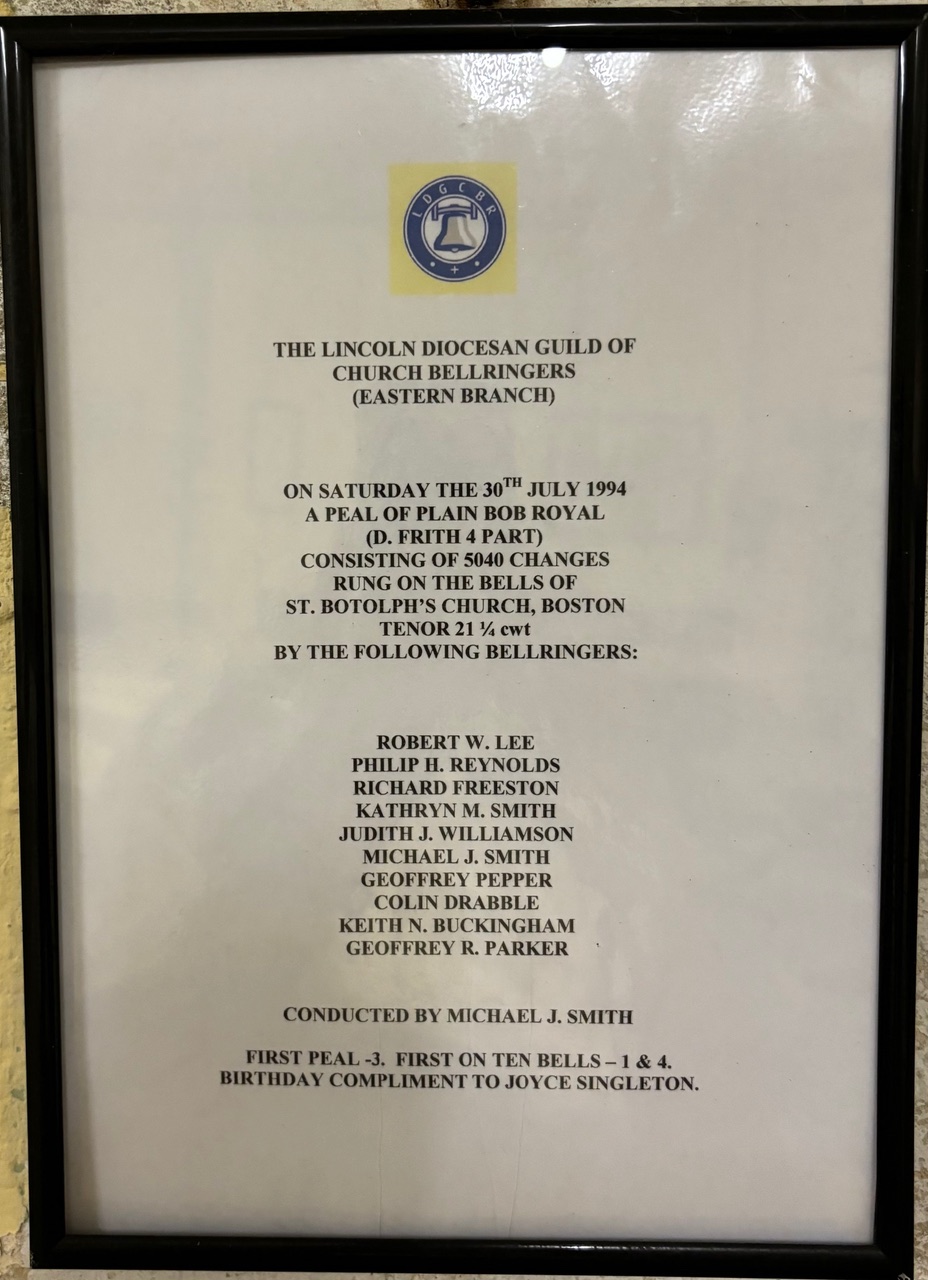 LDGCBR
THE LINCOLN DIOCESAN GUILD OF
CHURCH BELLRINGERS
(EASTERN BRANCH)
ON SATURDAY THE 30TH JULY 1994
A PEAL OF PLAIN BOB ROYAL
(D. FRITH 4 PART)
CONSISTING OF 5040 CHANGES
RUNG ON THE BELLS OF
ST. BOTOLPH'S CHURCH, BOSTON
TENOR 21 ¼ cwt
BY THE FOLLOWING BELLRINGERS:
ROBERT W. LEE
PHILIP H. REYNOLDS
RICHARD FREESTON
KATHRYN M. SMITH
JUDITH J. WILLIAMSON
MICHAEL J. SMITH
GEOFFREY PEPPER
COLIN DRABBLE
KEITH N. BUCKINGHAM
GEOFFREY R. PARKER
CONDUCTED BY MICHAEL J. SMITH
FIRST PEAL -3. FIRST ON TEN BELLS – 1 & 4.
BIRTHDAY COMPLIMENT TO JOYCE SINGLETON.